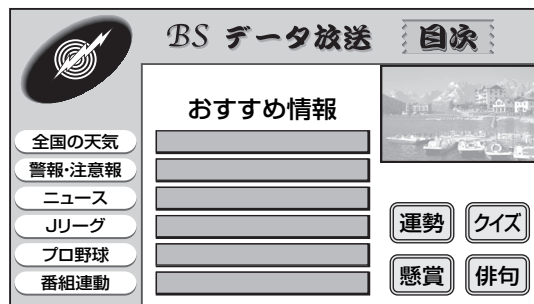 BS データ放送 目次
おすすめ情報
全国の天気
警報・注意報
ニュース
Jリーグ
プロ野球
番組連動
運勢 クイズ
懸賞 俳句